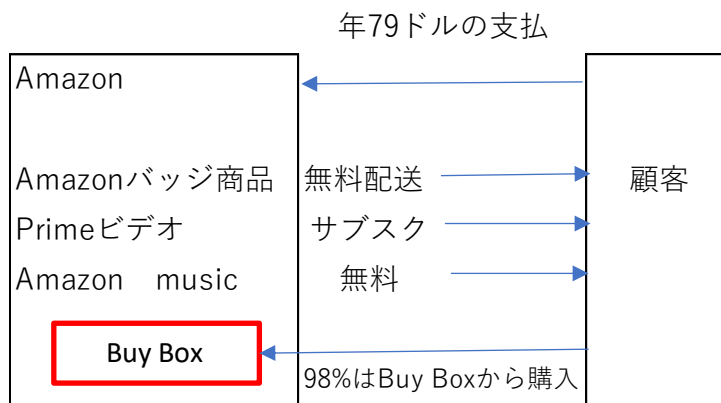 年79ドルの支払
Amazon
Amazonバッジ商品 無料配送 顧客
Primeビデオ サブスク
Amazon　music 無料
Buy Box
98%はBuy Boxから購入